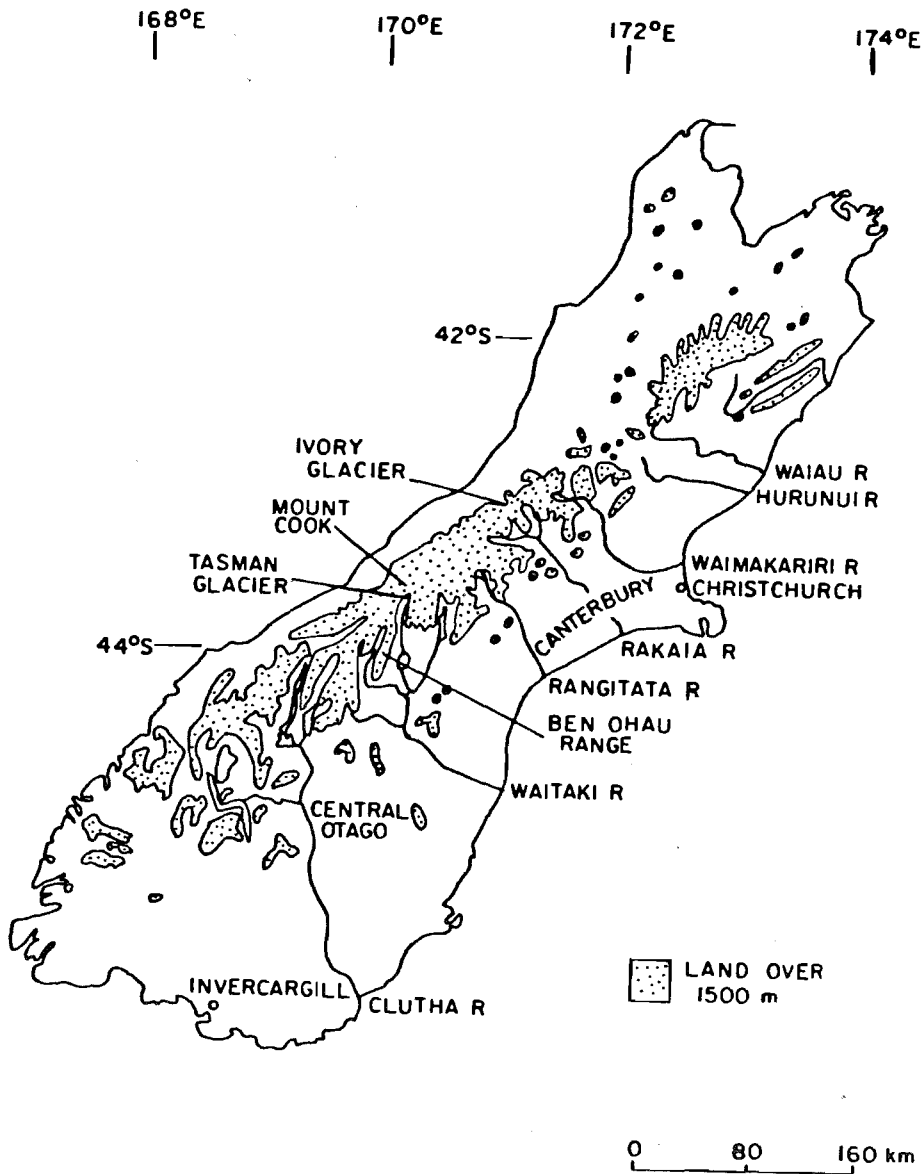 168°E 170°E 172°E 174°E
42°S
IVORY
GLACIER
MOUNT
COOK
TASMAN
GLACIER
44°S
WAIAU R
HURUNUI R
WAIMAKARIRI R
CHRISTCHURCH
CANTERBURY
RAKAIA R
RANGITATA R
BEN OHAU
RANGE
WAITAKI R
CENTRAL
OTAGO
INVERCARGILL
CLUTHA R
LAND OVER
1500 m
0 80 160 km